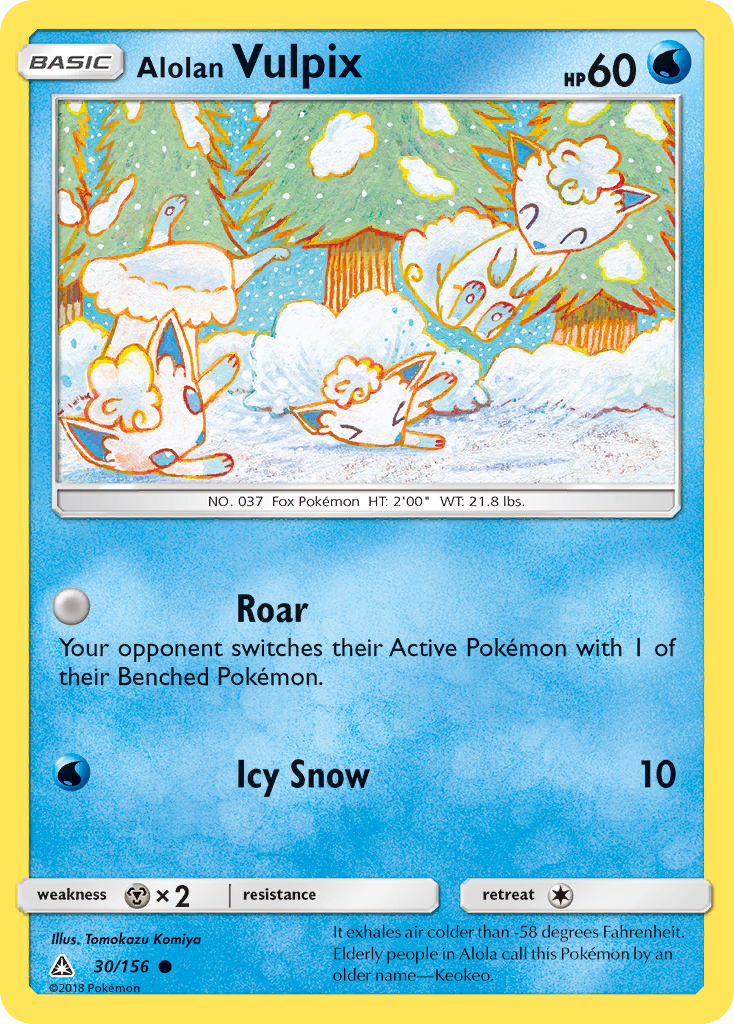 BASIC Alolan Vulpix HP60
NO. 037 Fox Pokémon HT: 2'00" WT: 21.8 lbs.
Roar
Your opponent switches their Active Pokémon with 1 of
their Benched Pokémon.
Icy Snow 10
weakness ×2 resistance retreat
Illus. Tomokazu Komiya
30/156
©2018 Pokémon
It exhales air colder than -58 degrees Fahrenheit.
Elderly people in Alola call this Pokémon by an
older name—Keokeo.